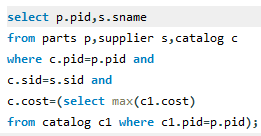 select p.pid,s.sname
from parts p,supplier s,catalog c
where c.pid=p.pid and
c.sid=s.sid and
c.cost=(select max(c1.cost)
from catalog c1 where c1.pid=p.pid);